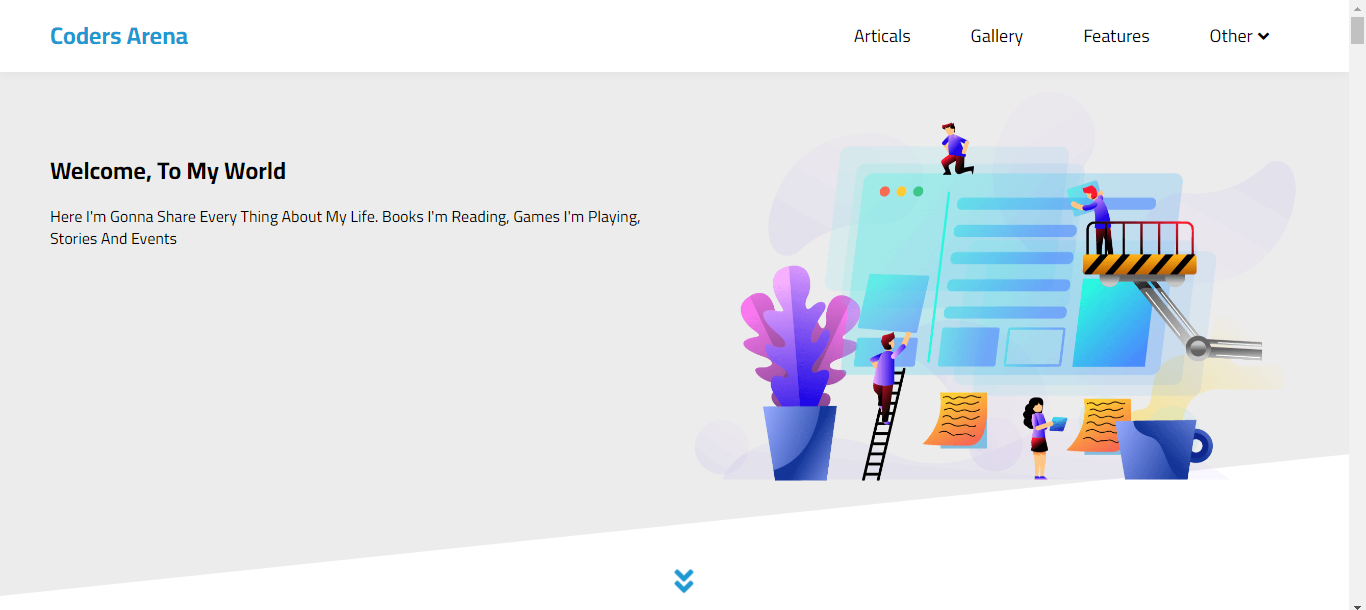 Coders Arena
Articals
Gallery
Features
Other
Welcome, To My World
Here I'm Gonna Share Every Thing About My Life. Books I'm Reading, Games I'm Playing,
Stories And Events